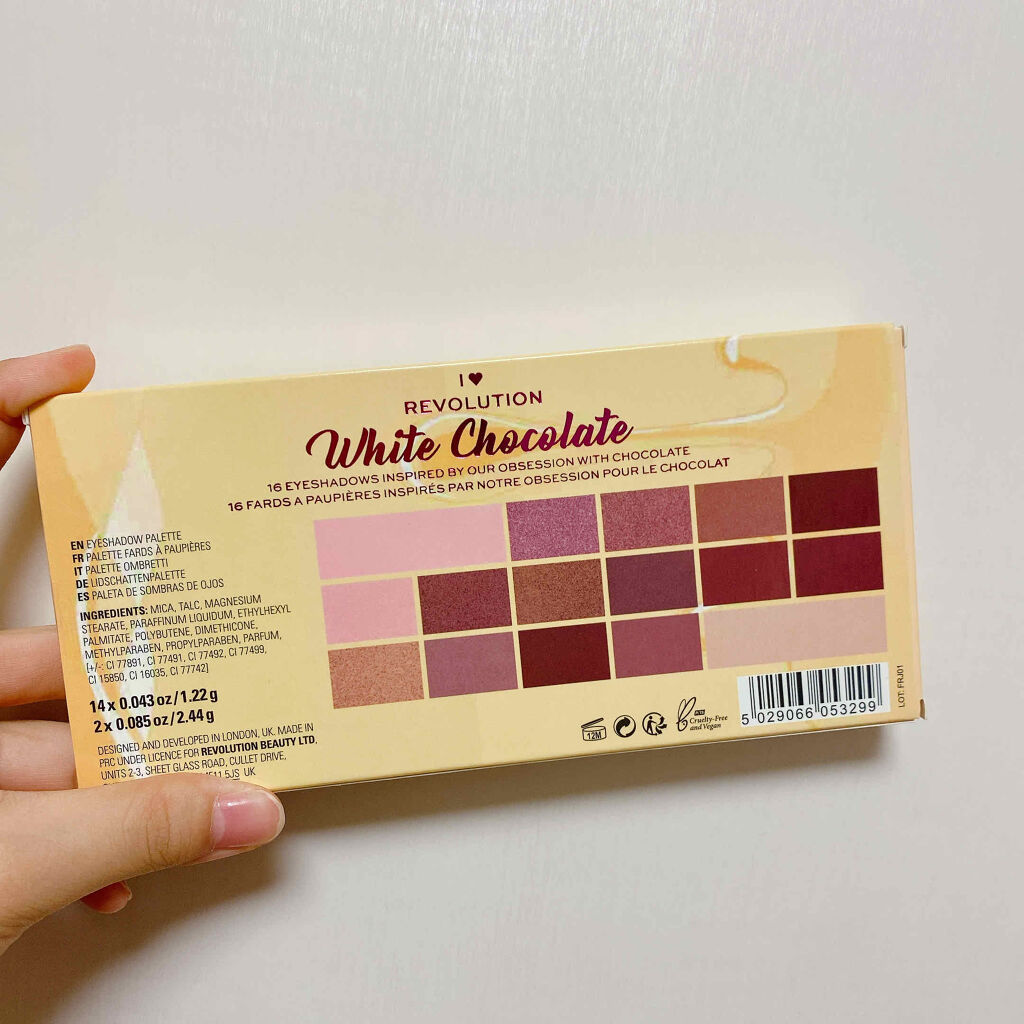 I ♥
REVOLUTION
White Chocolate
16 EYESHADOWS INSPIRED BY OUR OBSESSION WITH CHOCOLATE
16 FARDS A PAUPIÈRES INSPIRÉS PAR NOTRE OBSESSION POUR LE CHOCOLAT
EN EYESHADOW PALETTE
FR PALETTE FARDS À PAUPIÈRES
IT PALETTE OMBRETTI
DE LIDSCHATTENPALETTE
ES PALETA DE SOMBRAS DE OJOS
INGREDIENTS: MICA, TALC, MAGNESIUM
STEARATE, PARAFFINUM LIQUIDUM, ETHYLHEXYL
PALMITATE, POLYBUTENE, DIMETHICONE,
METHYLPARABEN, PROPYLPARABEN, PARFUM,
[+/-: CI 77891, CI 77491, CI 77492, CI 77499,
CI 15850, CI 16035, CI 77742]
14 x 0.043 oz / 1.22 g
2 x 0.085 oz / 2.44 g
DESIGNED AND DEVELOPED IN LONDON, UK. MADE IN
PRC UNDER LICENCE FOR REVOLUTION BEAUTY LTD,
UNITS 2-3, SHEET GLASS ROAD, CULLET DRIVE,
5JS UK
12M
Cruelty-Free
and Vegan
5 029066 053299
LOT: FRJ01